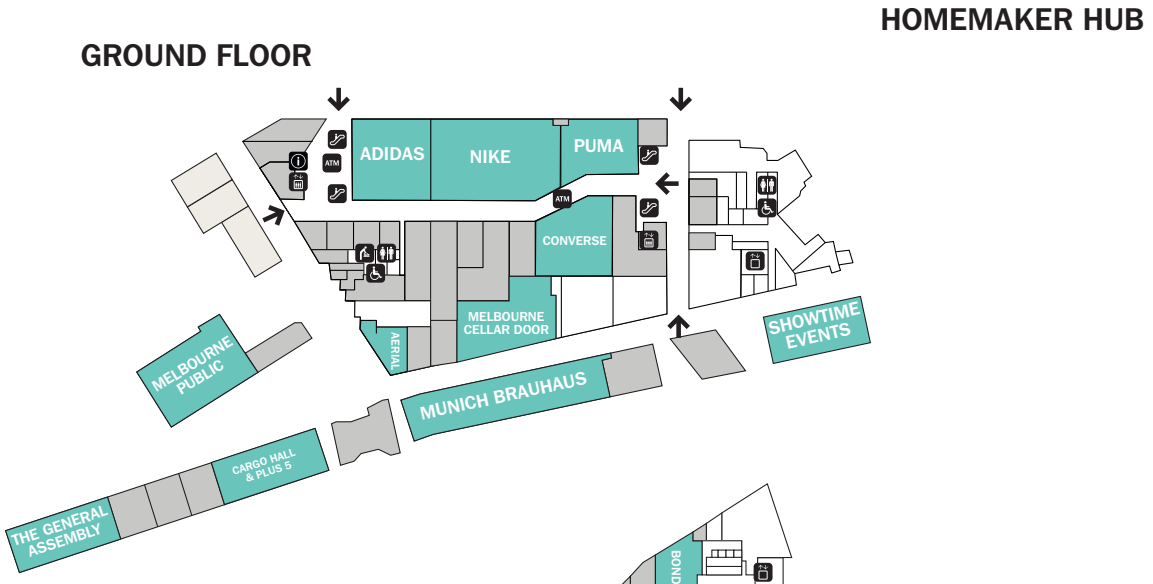 HOMEMAKER HUB
GROUND FLOOR
ADIDAS
NIKE
PUMA
ATM
ATM
CONVERSE
MELBOURNE
CELLAR DOOR
AERIAL
SHOWTIME
EVENTS
MELBOURNE
PUBLIC
MUNICH BRAUHAUS
CARGO HALL
& PLUS 5
THE GENERAL
ASSEMBLY
BOND